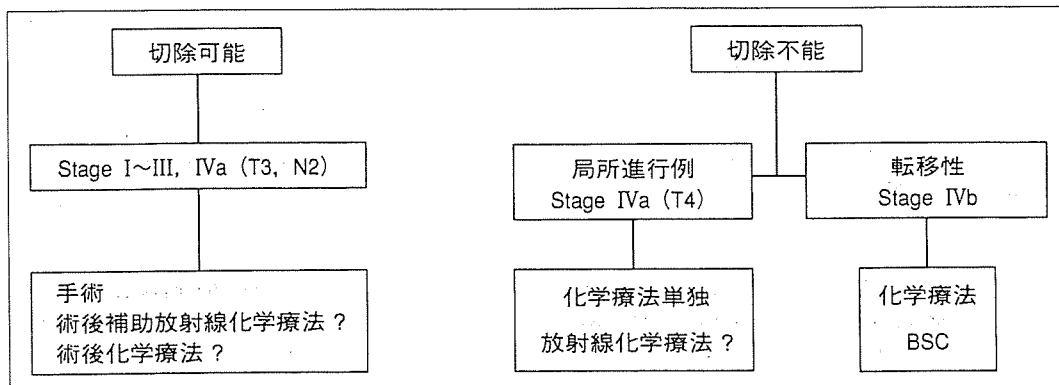 切除可能
Stage Ⅰ~Ⅲ, Ⅳa (T3, N2)
手術
術後補助放射線化学療法?
術後化学療法?
切除不能
局所進行例
Stage Ⅳa (T4)
転移性
Stage Ⅳb
化学療法単独
放射線化学療法?
化学療法
BSC